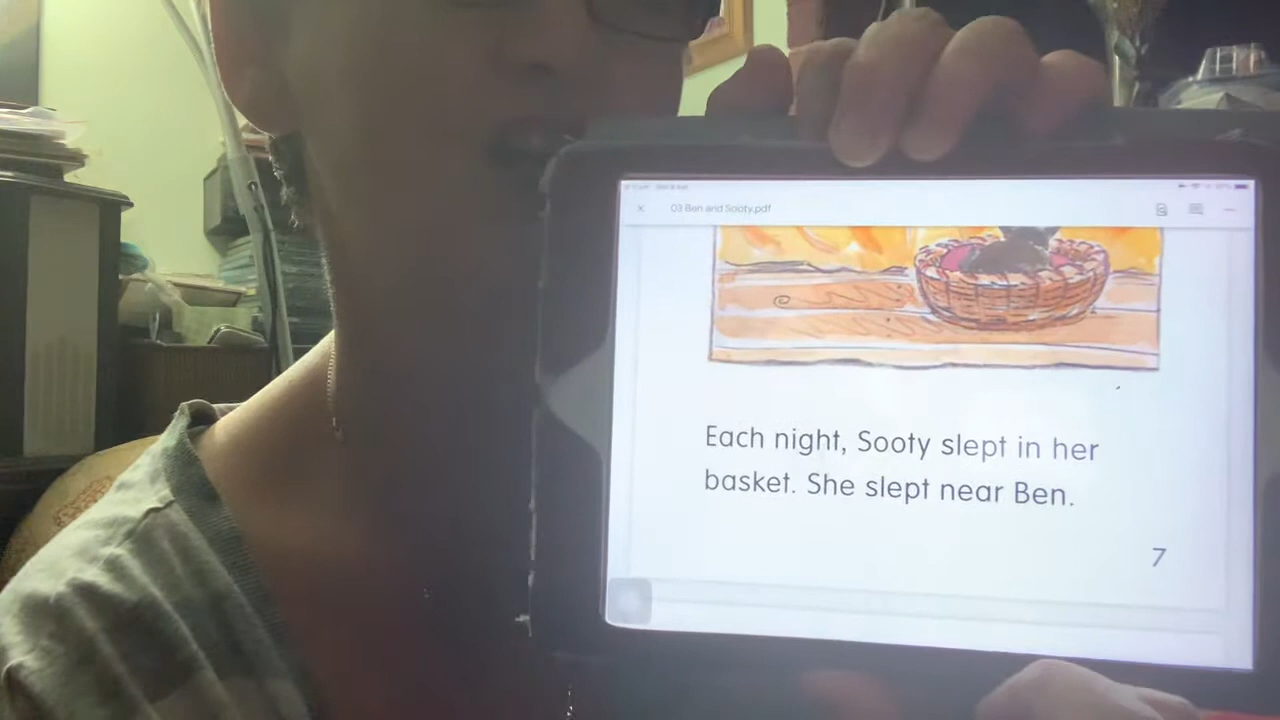 03 Ben and Sooty.pdf
Each night, Sooty slept in her
basket. She slept near Ben.
7